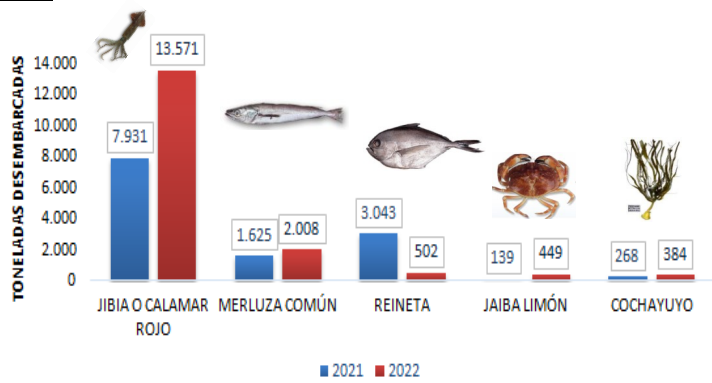 TONELADAS DESEMBARCADAS
14.000
12.000
10.000
8.000
6.000
4.000
2.000
0
7.931
13.571
1.625
2.008
3.043
502
139
449
268
384
JIBIA O CALAMAR
ROJO
MERLUZA COMÚN
REINETA
JAIBA LIMÓN
COCHAYUYO
2021
2022